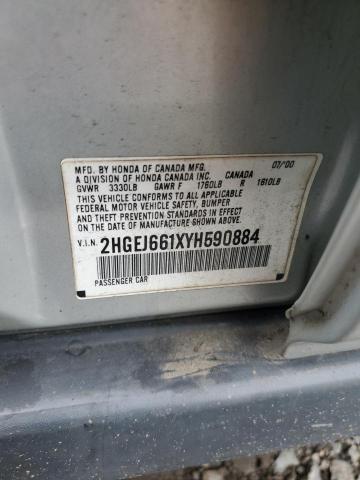 MFD. BY HONDA OF CANADA MFG. 07/00
A DIVISION OF HONDA CANADA INC. CANADA
GVWR 3330LB GAWR F 1760LB R 1610LB
THIS VEHICLE CONFORMS TO ALL APPLICABLE
FEDERAL MOTOR VEHICLE SAFETY, BUMPER,
AND THEFT PREVENTION STANDARDS IN EFFECT ON
THE DATE OF MANUFACTURE SHOWN ABOVE.
V.I.N. 2HGEJ661XYH590884
PASSENGER CAR